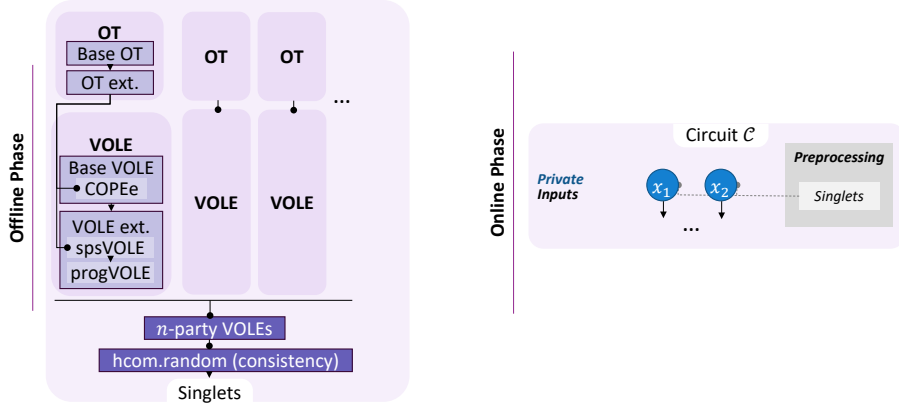 Offline Phase
OT
Base OT
OT ext.
VOLE
Base VOLE
COPEe
VOLE ext.
spsVOLE
progVOLE
OT
VOLE
OT
VOLE
...
n-party VOLEs
hcom.random (consistency)
Singlets
Online Phase
Circuit 𝒞
Private
Inputs
x₁
x₂
...
Preprocessing
Singlets